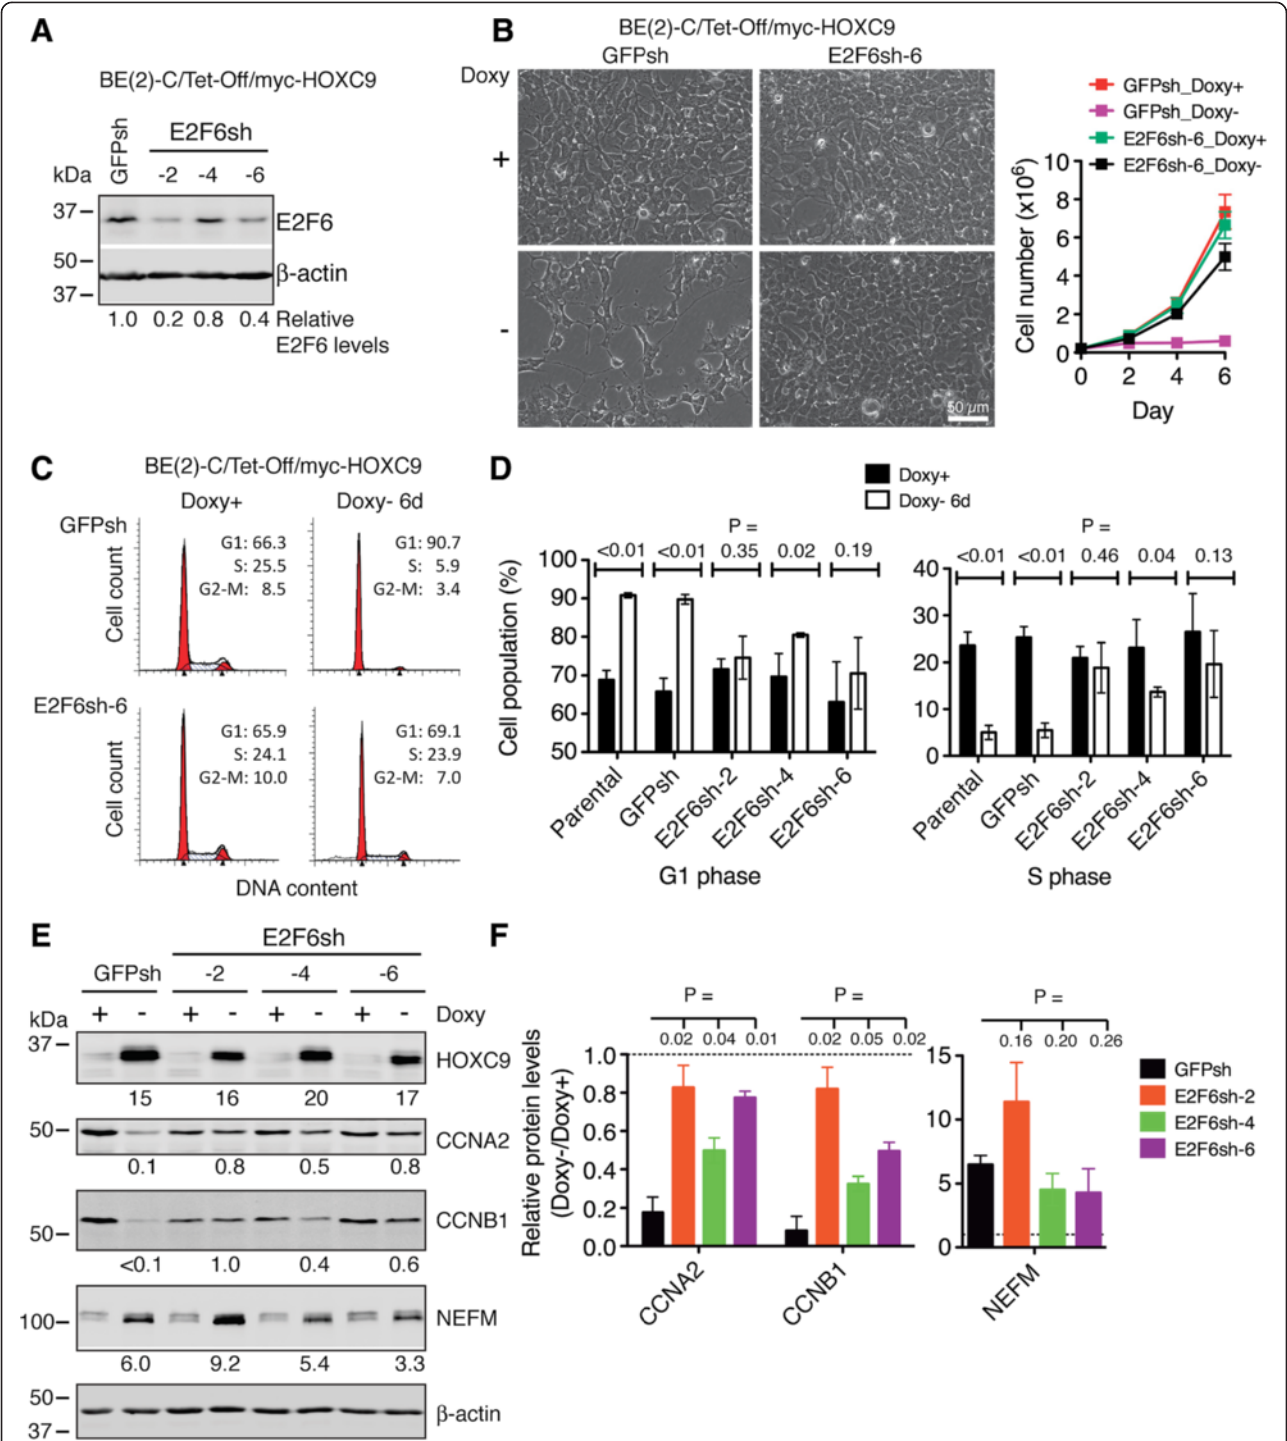 A
BE(2)-C/Tet-Off/myc-HOXC9
GFPsh
E2F6sh
kDa
-2 -4 -6
37
E2F6
50
β-actin
37
1.0 0.2 0.8 0.4 Relative
E2F6 levels
B
BE(2)-C/Tet-Off/myc-HOXC9
GFPsh E2F6sh-6
Doxy
+
-
50 µm
GFPsh_Doxy+
GFPsh_Doxy-
E2F6sh-6_Doxy+
E2F6sh-6_Doxy-
Cell number (x10⁶)
10
8
6
4
2
0
0 2 4 6
Day
C
BE(2)-C/Tet-Off/myc-HOXC9
Doxy+ Doxy- 6d
GFPsh
Cell count
G1: 66.3
S: 25.5
G2-M: 8.5
G1: 90.7
S: 5.9
G2-M: 3.4
E2F6sh-6
Cell count
G1: 65.9
S: 24.1
G2-M: 10.0
G1: 69.1
S: 23.9
G2-M: 7.0
DNA content
D
Doxy+
Doxy- 6d
P =
<0.01 <0.01 0.35 0.02 0.19
Cell population (%)
100
90
80
70
60
50
Parental GFPsh E2F6sh-2 E2F6sh-4 E2F6sh-6
G1 phase
P =
<0.01 <0.01 0.46 0.04 0.13
40
30
20
10
0
Parental GFPsh E2F6sh-2 E2F6sh-4 E2F6sh-6
S phase
E
E2F6sh
GFPsh -2 -4 -6
+ - + - + - + - Doxy
kDa
37
HOXC9
15 16 20 17
50
CCNA2
0.1 0.8 0.5 0.8
CCNB1
50
<0.1 1.0 0.4 0.6
NEFM
100
6.0 9.2 5.4 3.3
50
β-actin
37
F
P =
0.02 0.04 0.01
P =
0.02 0.05 0.02
Relative protein levels
(Doxy-/Doxy+)
1.0
0.8
0.6
0.4
0.2
0.0
CCNA2 CCNB1
P =
0.16 0.20 0.26
15
10
5
0
NEFM
GFPsh
E2F6sh-2
E2F6sh-4
E2F6sh-6